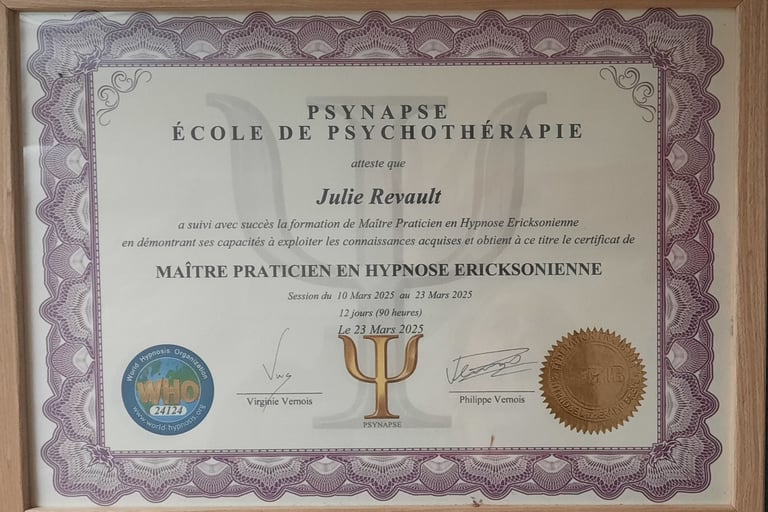 PSYNAPSE
ÉCOLE DE PSYCHOTHÉRAPIE
atteste que
Julie Revault
a suivi avec succès la formation de Maître Praticien en Hypnose Ericksonienne
en démontrant ses capacités à exploiter les connaissances acquises et obtient à ce titre le certificat de
MAÎTRE PRATICIEN EN HYPNOSE ERICKSONIENNE
Session du 10 Mars 2025 au 23 Mars 2025
12 jours (90 heures)
Le 23 Mars 2025
World Hypnosis Organization
WHO
24124
www.world-hypnosis.org
Virginie Vernois
PSYNAPSE
Philippe Vernois